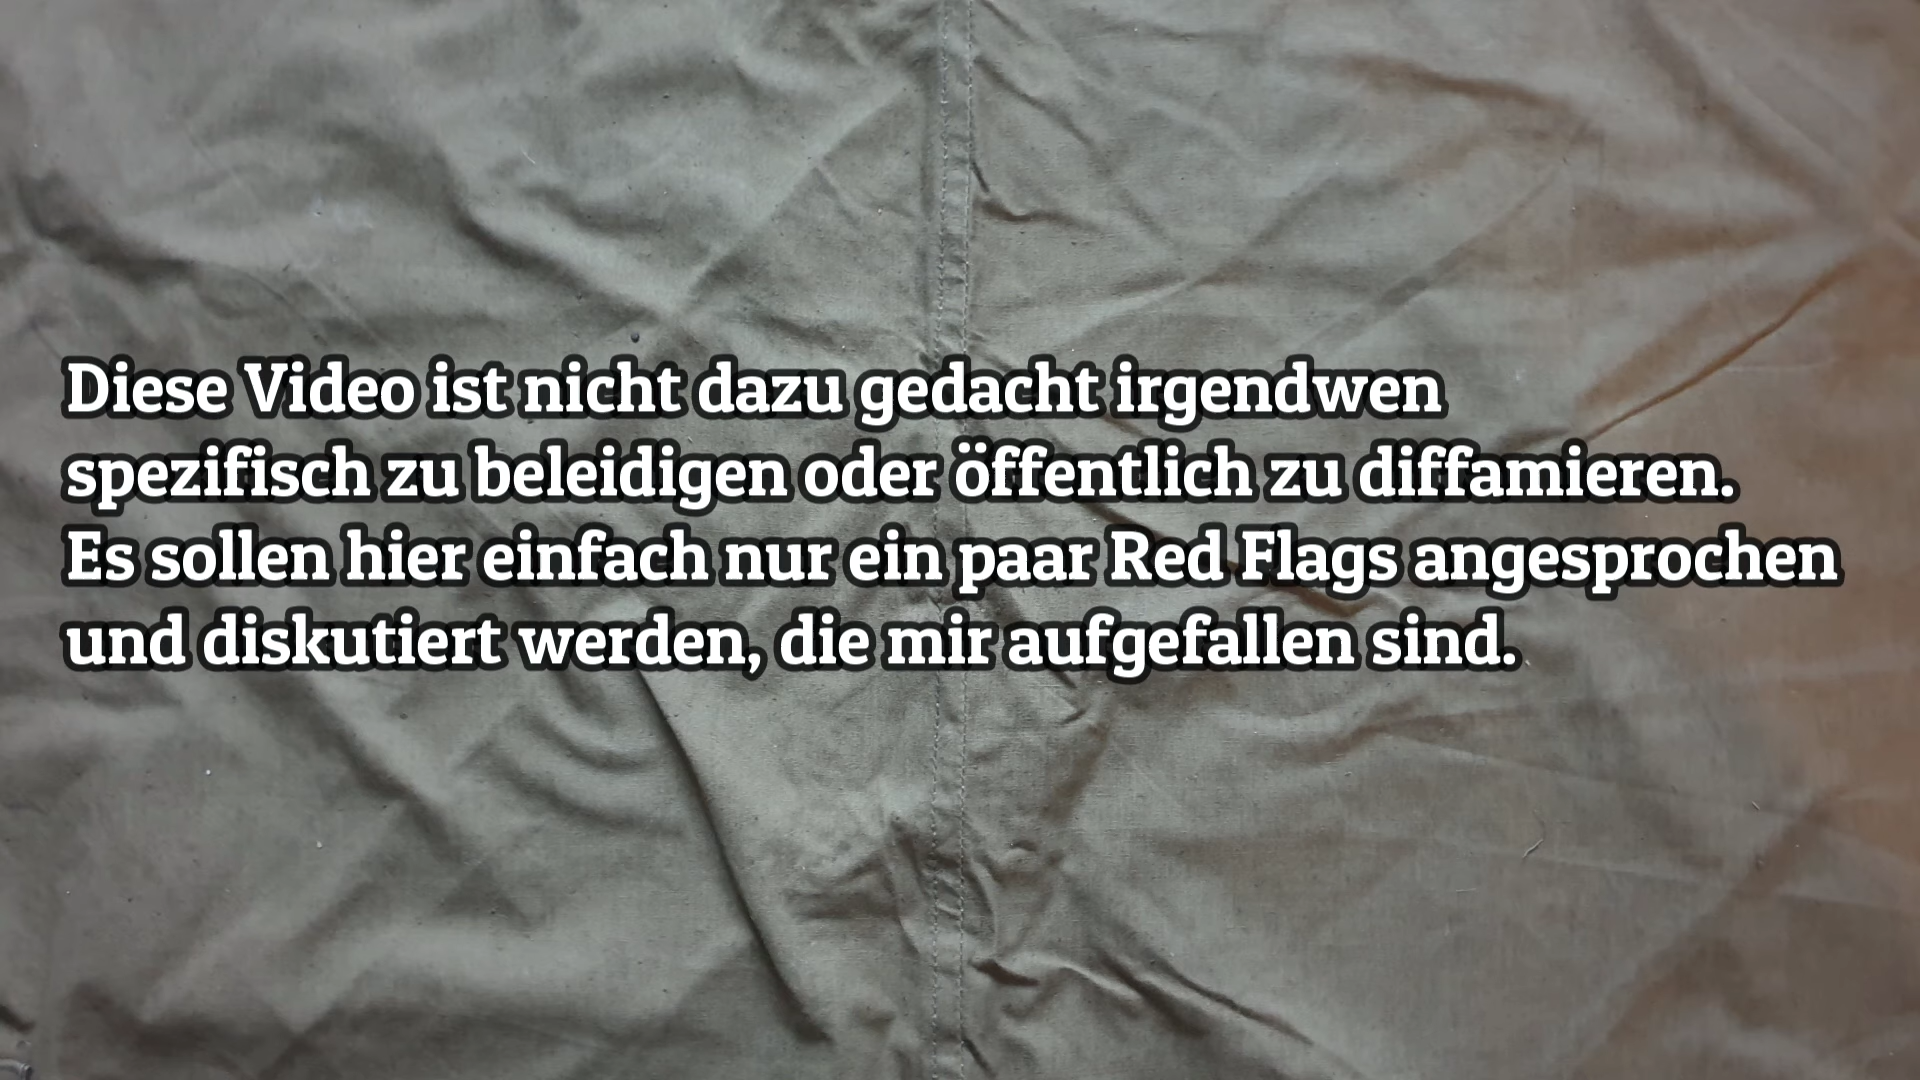 Diese Video ist nicht dazu gedacht irgendwen
spezifisch zu beleidigen oder öffentlich zu diffamieren.
Es sollen hier einfach nur ein paar Red Flags angesprochen
und diskutiert werden, die mir aufgefallen sind.